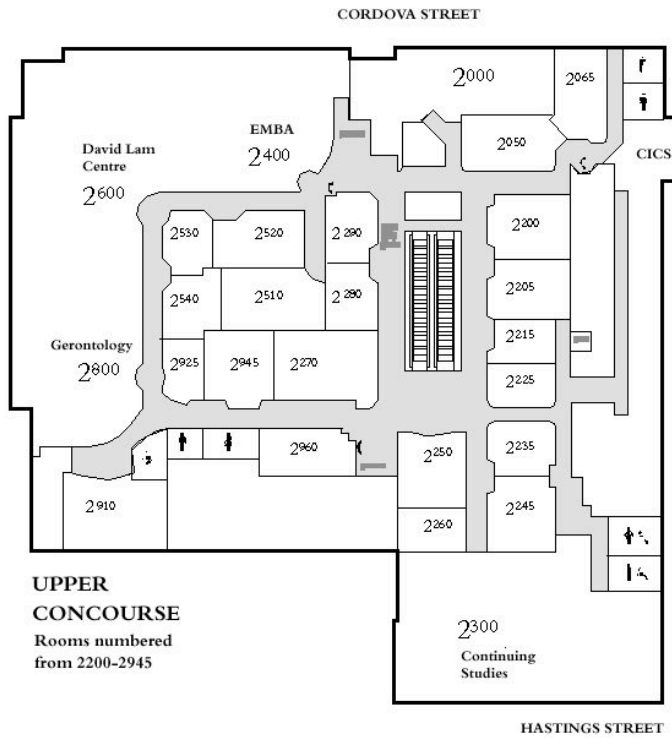 CORDOVA STREET
2000
2065
EMBA
2400
2050
David Lam
Centre
2600
CICS
2530
2520
2290
2200
2540
2510
2280
2205
Gerontology
2800
2215
2925
2945
2270
2225
2960
2250
2235
2910
2260
2245
UPPER
CONCOURSE
Rooms numbered
from 2200-2945
2300
Continuing
Studies
HASTINGS STREET